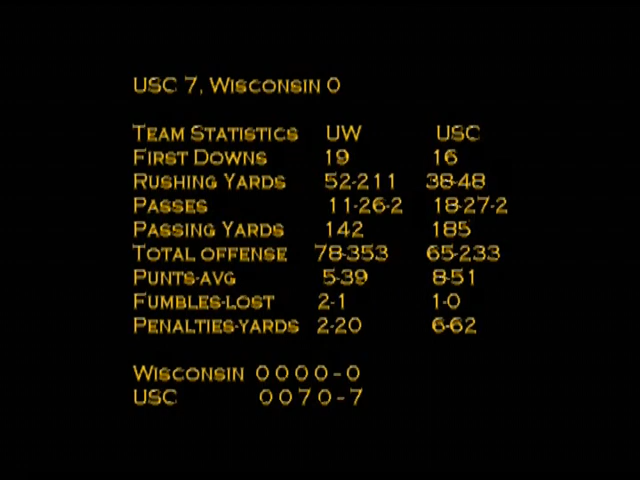 USC 7, Wisconsin 0
Team Statistics UW USC
First Downs 19 16
Rushing Yards 52-211 38-48
Passes 11-26-2 18-27-2
Passing Yards 142 185
Total offense 78-353 65-233
Punts-avg 5-39 8-51
Fumbles-lost 2-1 1-0
Penalties-yards 2-20 6-62
Wisconsin 0 0 0 0 - 0
USC 0 0 7 0 - 7